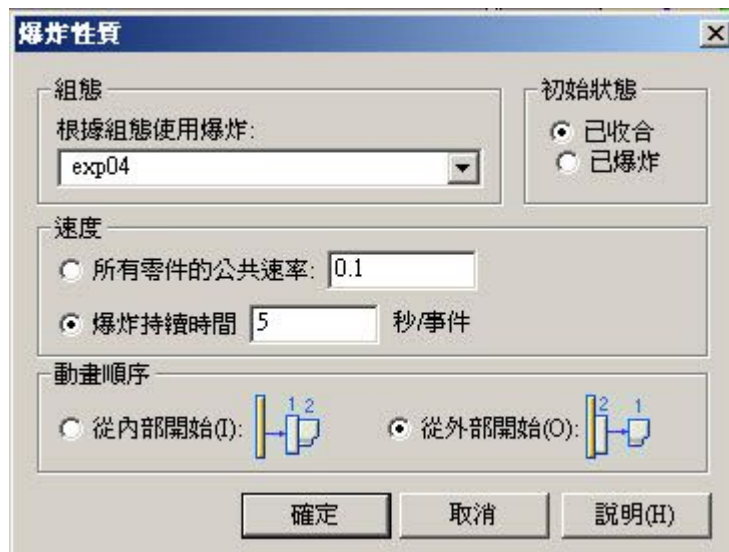 爆炸性質
組態
初始狀態
根據組態使用爆炸:
exp04
已收合
已爆炸
速度
所有零件的公共速率: 0.1
爆炸持續時間 5 秒/事件
動畫順序
從內部開始(I): 1 2
從外部開始(O): 2 1
確定 取消 說明(H)